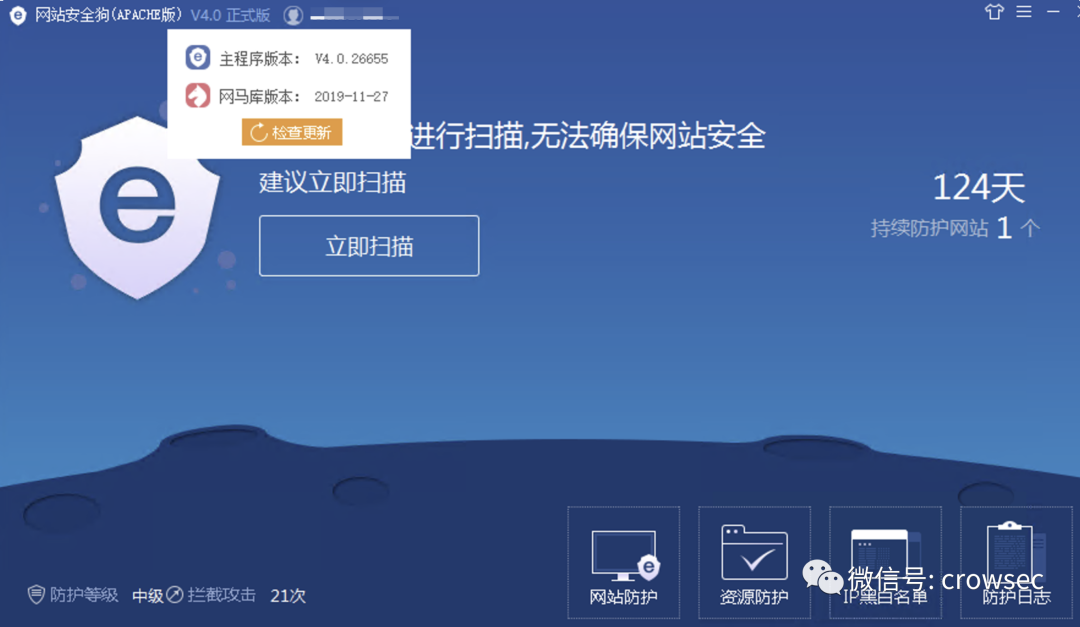 网站安全狗(APACHE版) V4.0 正式版
主程序版本: V4.0.26655
网马库版本: 2019-11-27
检查更新
进行扫描,无法确保网站安全
建议立即扫描
立即扫描
124天
持续防护网站 1 个
网站防护
资源防护
IP黑白名单
防护日志
微信号: crowsec
防护等级 中级 拦截攻击 21次